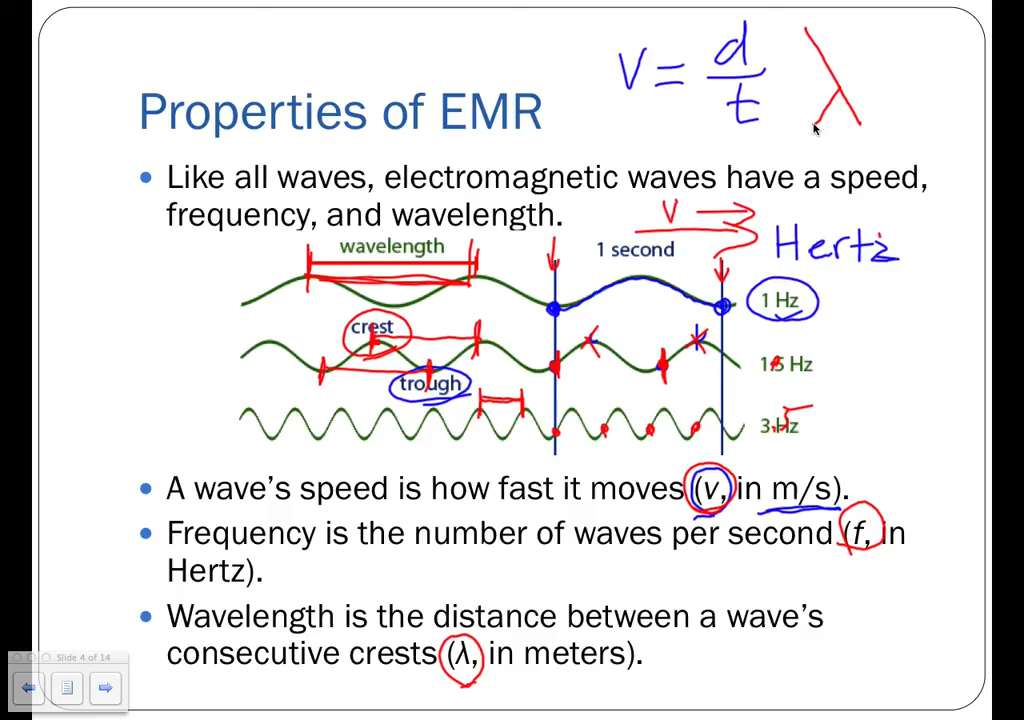 V = d/t λ
Properties of EMR
• Like all waves, electromagnetic waves have a speed,
frequency, and wavelength.
V
wavelength
1 second
Hertz
1 Hz
crest
1.5 Hz
trough
3.5 Hz
• A wave’s speed is how fast it moves (v, in m/s).
• Frequency is the number of waves per second (f, in
Hertz).
• Wavelength is the distance between a wave’s
consecutive crests (λ, in meters).
Slide 4 of 14